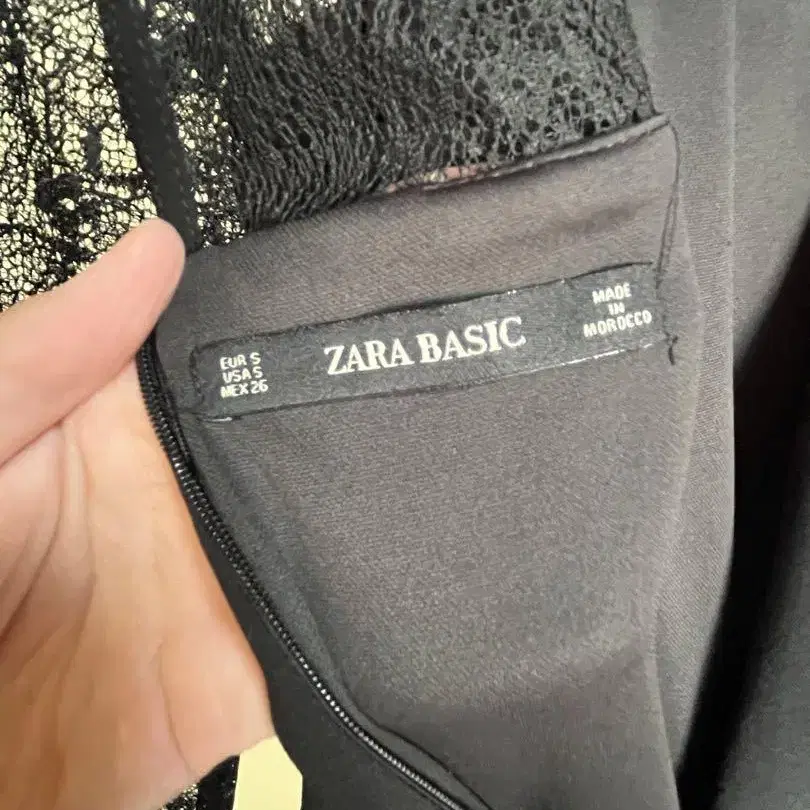 EUR S
USA S
MEX 26
ZARA BASIC
MADE
IN
MOROCCO